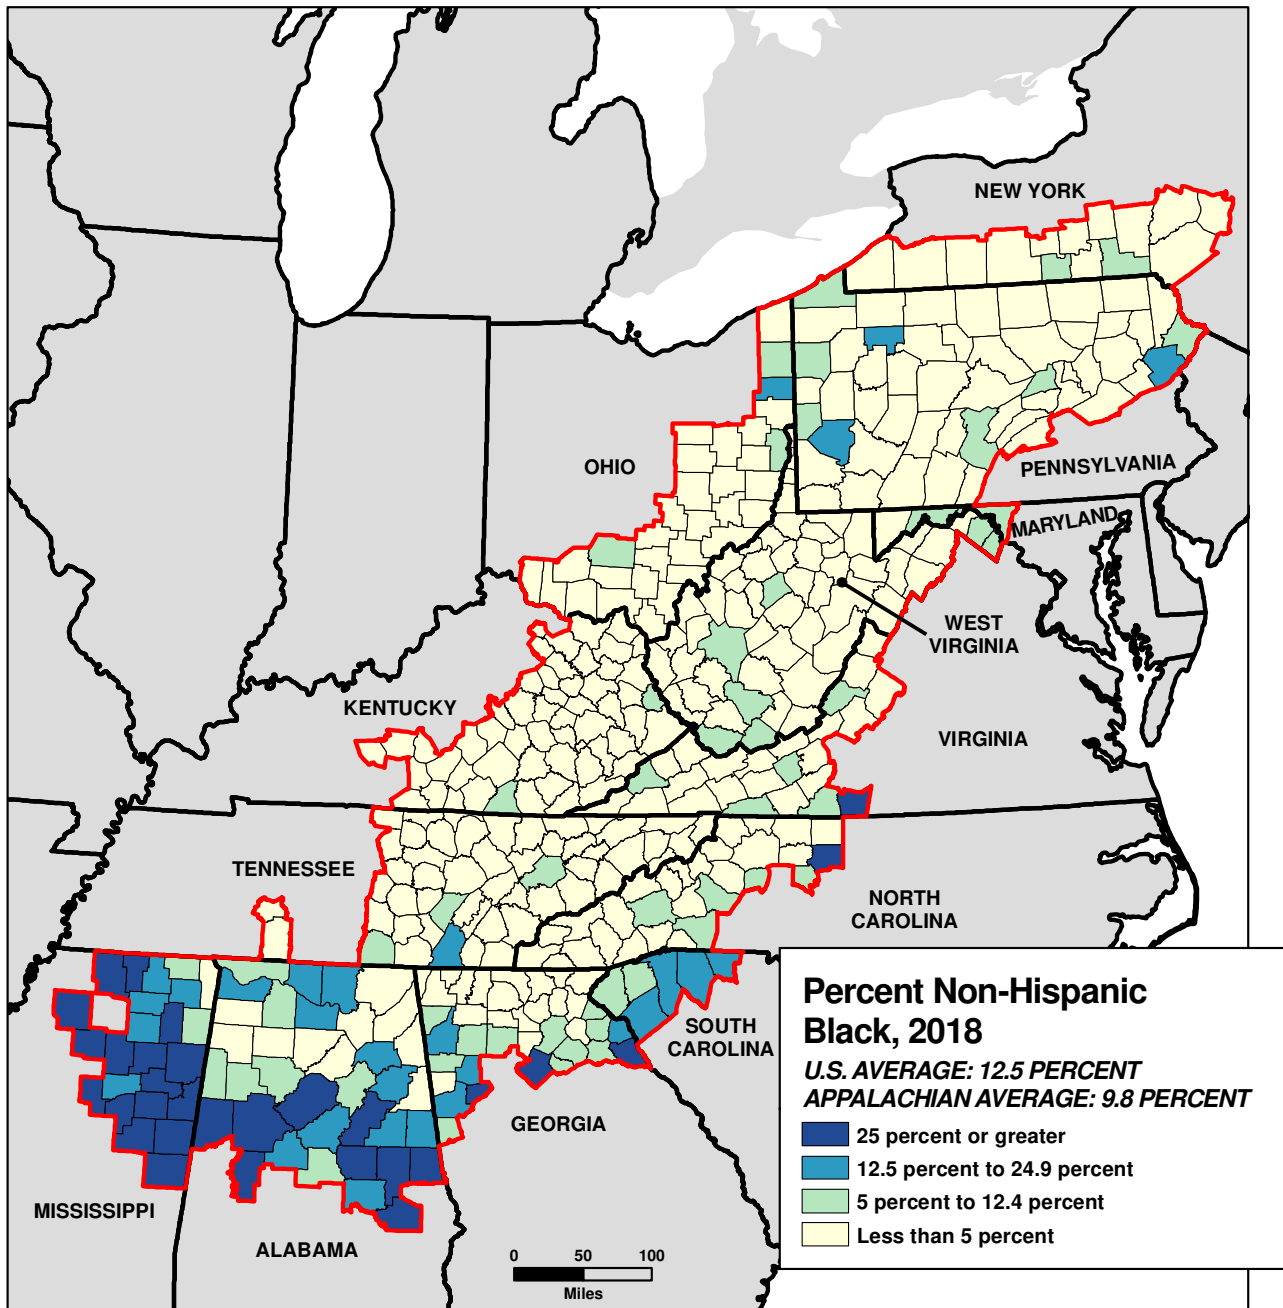 NEW YORK
OHIO
PENNSYLVANIA
MARYLAND
WEST
VIRGINIA
KENTUCKY
VIRGINIA
TENNESSEE
NORTH
CAROLINA
SOUTH
CAROLINA
GEORGIA
MISSISSIPPI
ALABAMA
Percent Non-Hispanic
Black, 2018
U.S. AVERAGE: 12.5 PERCENT
APPALACHIAN AVERAGE: 9.8 PERCENT
25 percent or greater
12.5 percent to 24.9 percent
5 percent to 12.4 percent
Less than 5 percent
0 50 100
Miles